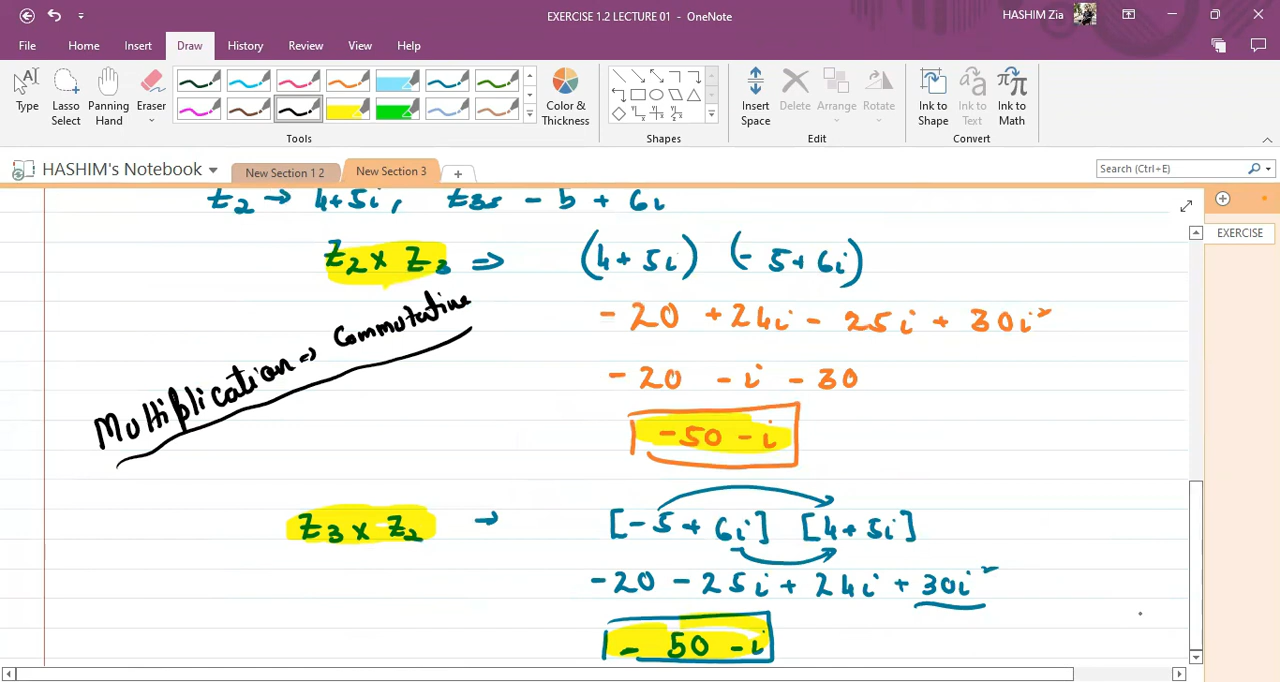 EXERCISE 1.2 LECTURE 01 - OneNote
HASHIM Zia
File Home Insert Draw History Review View Help
Type
Lasso Select
Panning Hand
Eraser
Color & Thickness
Insert Space
Delete
Arrange
Rotate
Ink to Shape
Ink to Text
Ink to Math
Tools
Shapes
Edit
Convert
HASHIM's Notebook
New Section 1 2
New Section 3
+
Search (Ctrl+E)
EXERCISE
z2 → 4+5i, z3 = - 5 + 6i
z2 x z3 ⇒ (4+5i) (- 5+6i)
- 20 + 24i - 25i + 30i²
- 20 - i - 30
- 50 - i
Multiplication ⇒ Commutative
z3 x z2 → [-5 + 6i] [4+5i]
-20 - 25i + 24i + 30i²
- 50 - i